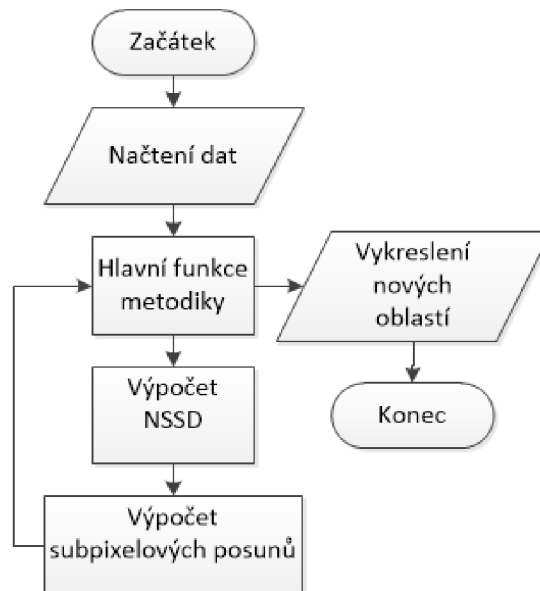 Začátek
Načtení dat
Hlavní funkce
metodiky
Vykreslení
nových
oblastí
Výpočet
NSSD
Konec
Výpočet
subpixelových posunů